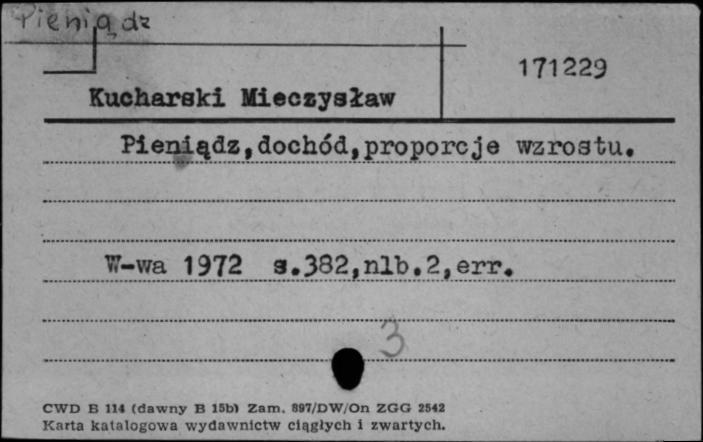 Pieniądz
171229
Kucharski Mieczysław
Pieniądz,dochód,proporcje wzrostu.
W-wa 1972 s.382,nlb.2,err.
3
CWD B 114 (dawny B 15b) Zam. 897/DW/On ZGG 2542
Karta katalogowa wydawnictw ciągłych i zwartych.